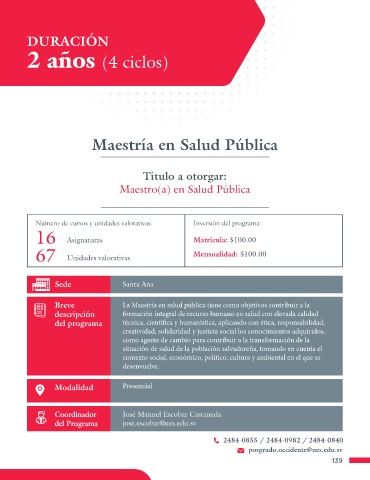 DURACIÓN
2 años (4 ciclos)
Maestría en Salud Pública
Título a otorgar:
Maestro(a) en Salud Pública
Número de cursos y unidades valorativas:
16 Asignaturas
67 Unidades valorativas
Inversión del programa:
Matrícula: $100.00
Mensualidad: $100.00
Sede
Santa Ana
Breve
descripción
del programa
La Maestría en salud pública tiene como objetivos contribuir a la
formación integral de recurso humano en salud con elevada calidad
técnica, científica y humanística, aplicando con ética, responsabilidad,
creatividad, solidaridad y justicia social los conocimientos adquiridos,
como agente de cambio para contribuir a la transformación de la
situación de salud de la población salvadoreña, tomando en cuenta el
contexto social, económico, político, cultura y ambiental en el que se
desenvuelve.
Modalidad
Presencial
Coordinador
del Programa
José Manuel Escobar Castaneda
jose.escobar@ues.edu.sv
2484-0855 / 2484-0982 / 2484-0840
posgrado.occidente@ues.edu.sv
139